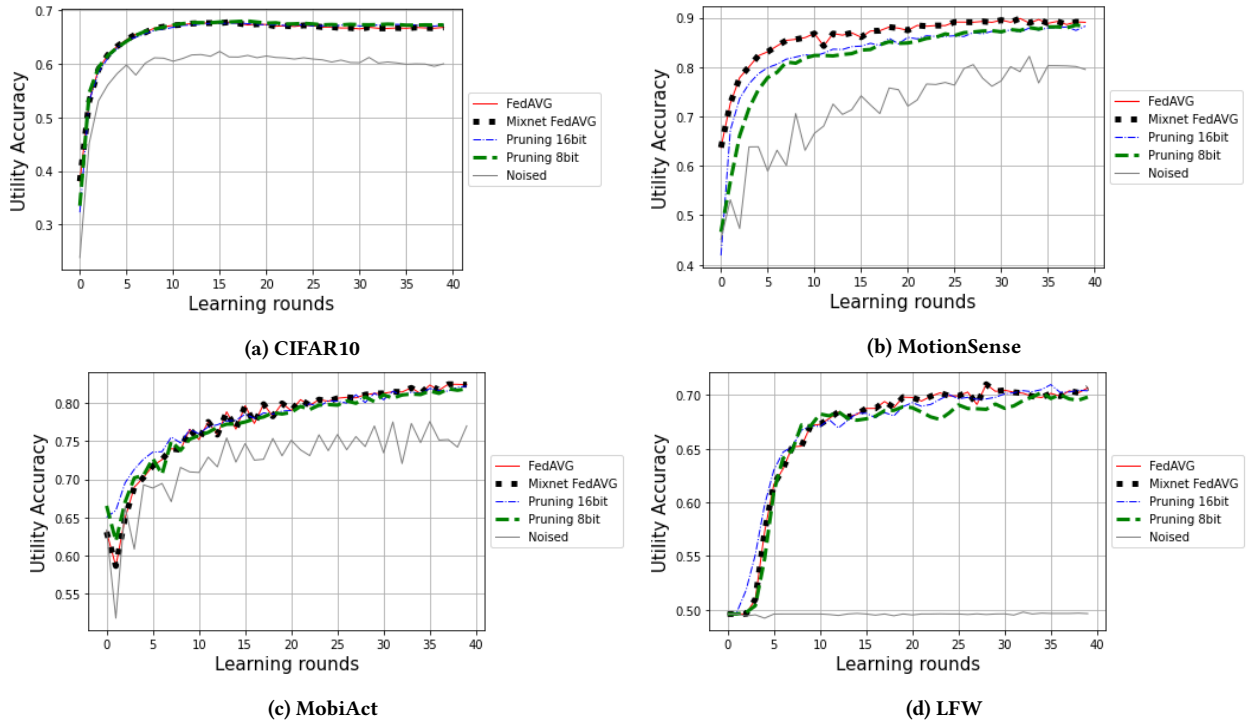 0.7
0.6
0.5
0.4
0.3
Utility Accuracy
0 5 10 15 20 25 30 35 40
Learning rounds
FedAVG
Mixnet FedAVG
Pruning 16bit
Pruning 8bit
Noised
(a) CIFAR10
0.9
0.8
0.7
0.6
0.5
0.4
Utility Accuracy
0 5 10 15 20 25 30 35 40
Learning rounds
FedAVG
Mixnet FedAVG
Pruning 16bit
Pruning 8bit
Noised
(b) MotionSense
0.80
0.75
0.70
0.65
0.60
0.55
Utility Accuracy
0 5 10 15 20 25 30 35 40
Learning rounds
FedAVG
Mixnet FedAVG
Pruning 16bit
Pruning 8bit
Noised
(c) MobiAct
0.70
0.65
0.60
0.55
0.50
Utility Accuracy
0 5 10 15 20 25 30 35 40
Learning rounds
FedAVG
Mixnet FedAVG
Pruning 16bit
Pruning 8bit
Noised
(d) LFW